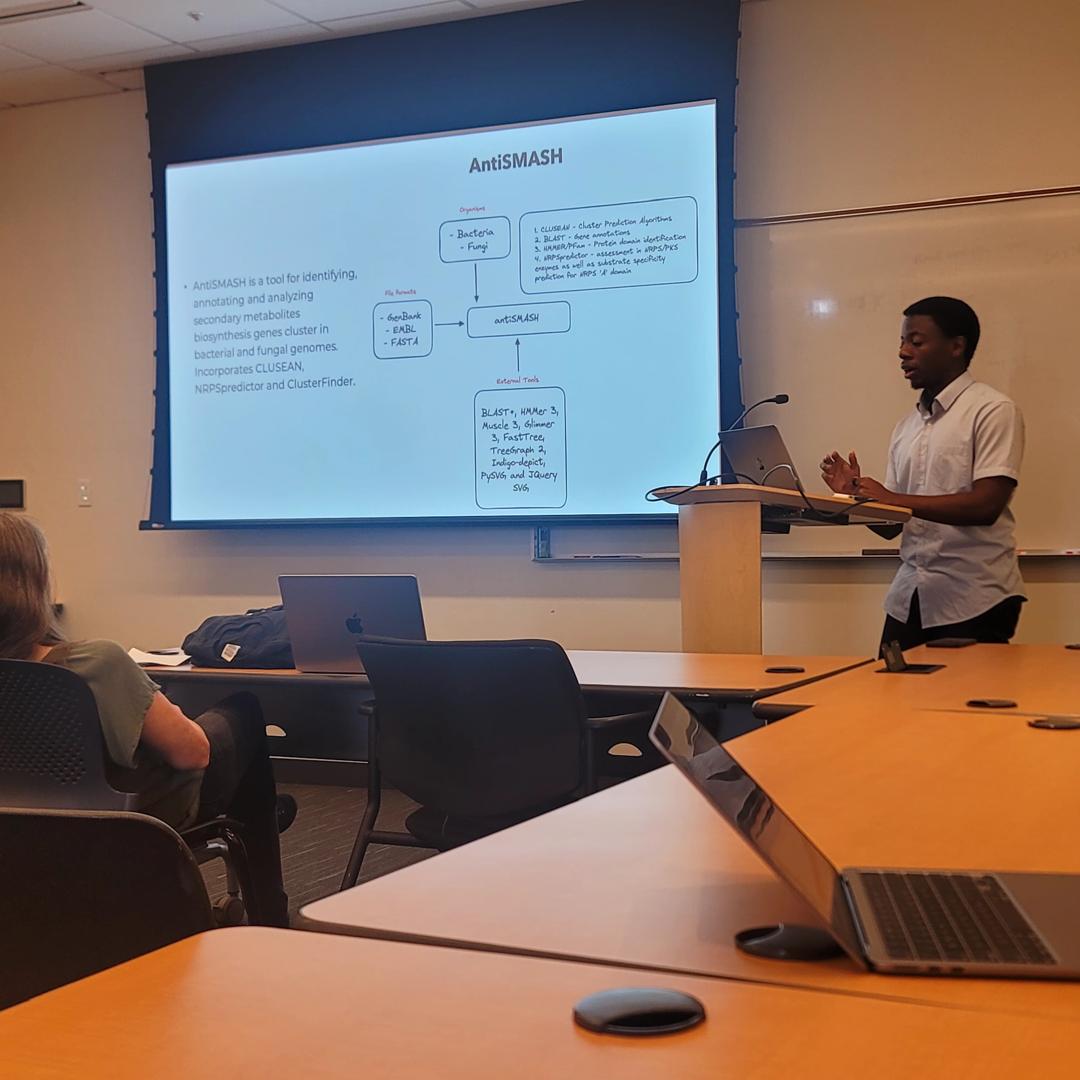 AntiSMASH
• AntiSMASH is a tool for identifying,
annotating and analyzing
secondary metabolites
biosynthesis genes cluster in
bacterial and fungal genomes.
Incorporates CLUSEAN,
NRPSpredictor and ClusterFinder.
Organisms
- Bacteria
- Fungi
1. CLUSEAN - Cluster Prediction Algorithms
2. BLAST - Gene annotations
3. HMMER/PFam - Protein domain identification
4. NRPSpredictor - assessment in NRPS/PKS
enzymes as well as substrate specificity
prediction for NRPS 'A' domain
File Formats
- GenBank
- EMBL
- FASTA
antiSMASH
External Tools
BLAST+, HMMer 3,
Muscle 3, Glimmer
3, FastTree,
TreeGraph 2,
Indigo-depict,
PySVG and JQuery
SVG